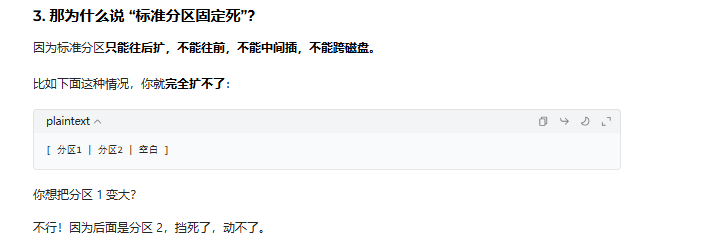 3. 那为什么说 “标准分区固定死”？
因为标准分区只能往后扩，不能往前，不能中间插，不能跨磁盘。
比如下面这种情况，你就完全扩不了：
plaintext
[ 分区1 | 分区2 | 空白 ]
你想把分区 1 变大？
不行！因为后面是分区 2，挡死了，动不了。